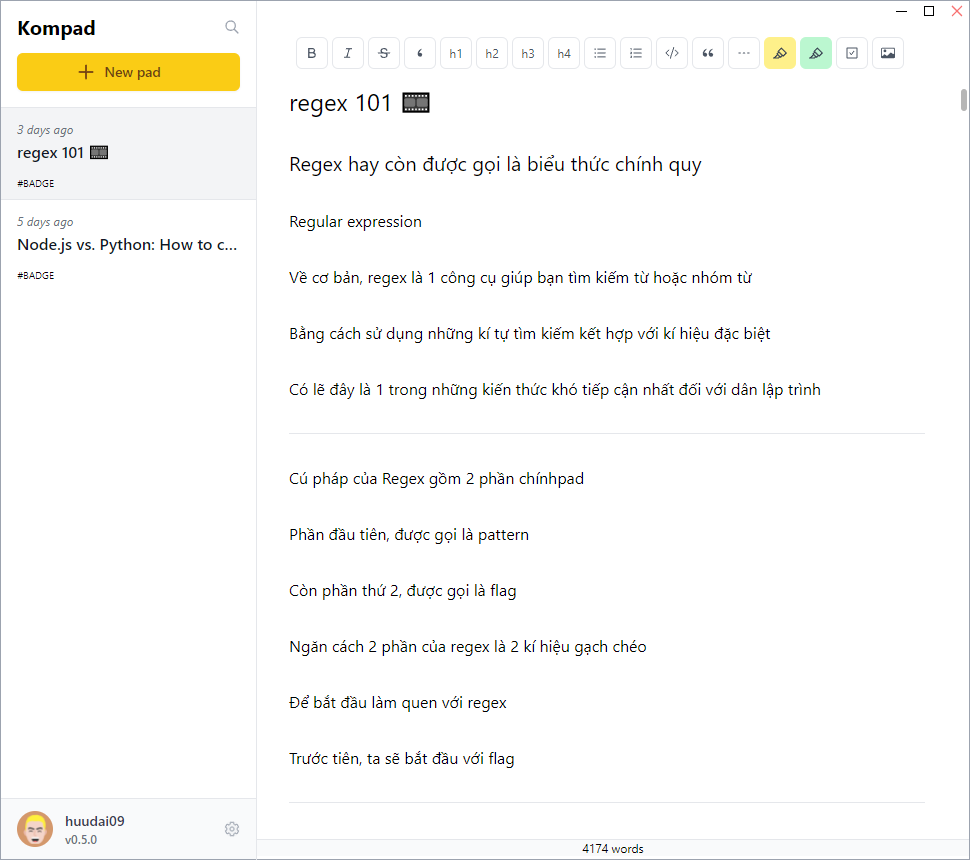 Kompad
New pad
3 days ago
regex 101 🎞
#BADGE
5 days ago
Node.js vs. Python: How to c...
#BADGE
huudai09
v0.5.0
B I S h1 h2 h3 h4
regex 101 🎞
Regex hay còn được gọi là biểu thức chính quy
Regular expression
Về cơ bản, regex là 1 công cụ giúp bạn tìm kiếm từ hoặc nhóm từ
Bằng cách sử dụng những kí tự tìm kiếm kết hợp với kí hiệu đặc biệt
Có lẽ đây là 1 trong những kiến thức khó tiếp cận nhất đối với dân lập trình
Cú pháp của Regex gồm 2 phần chínhpad
Phần đầu tiên, được gọi là pattern
Còn phần thứ 2, được gọi là flag
Ngăn cách 2 phần của regex là 2 kí hiệu gạch chéo
Để bắt đầu làm quen với regex
Trước tiên, ta sẽ bắt đầu với flag
4174 words